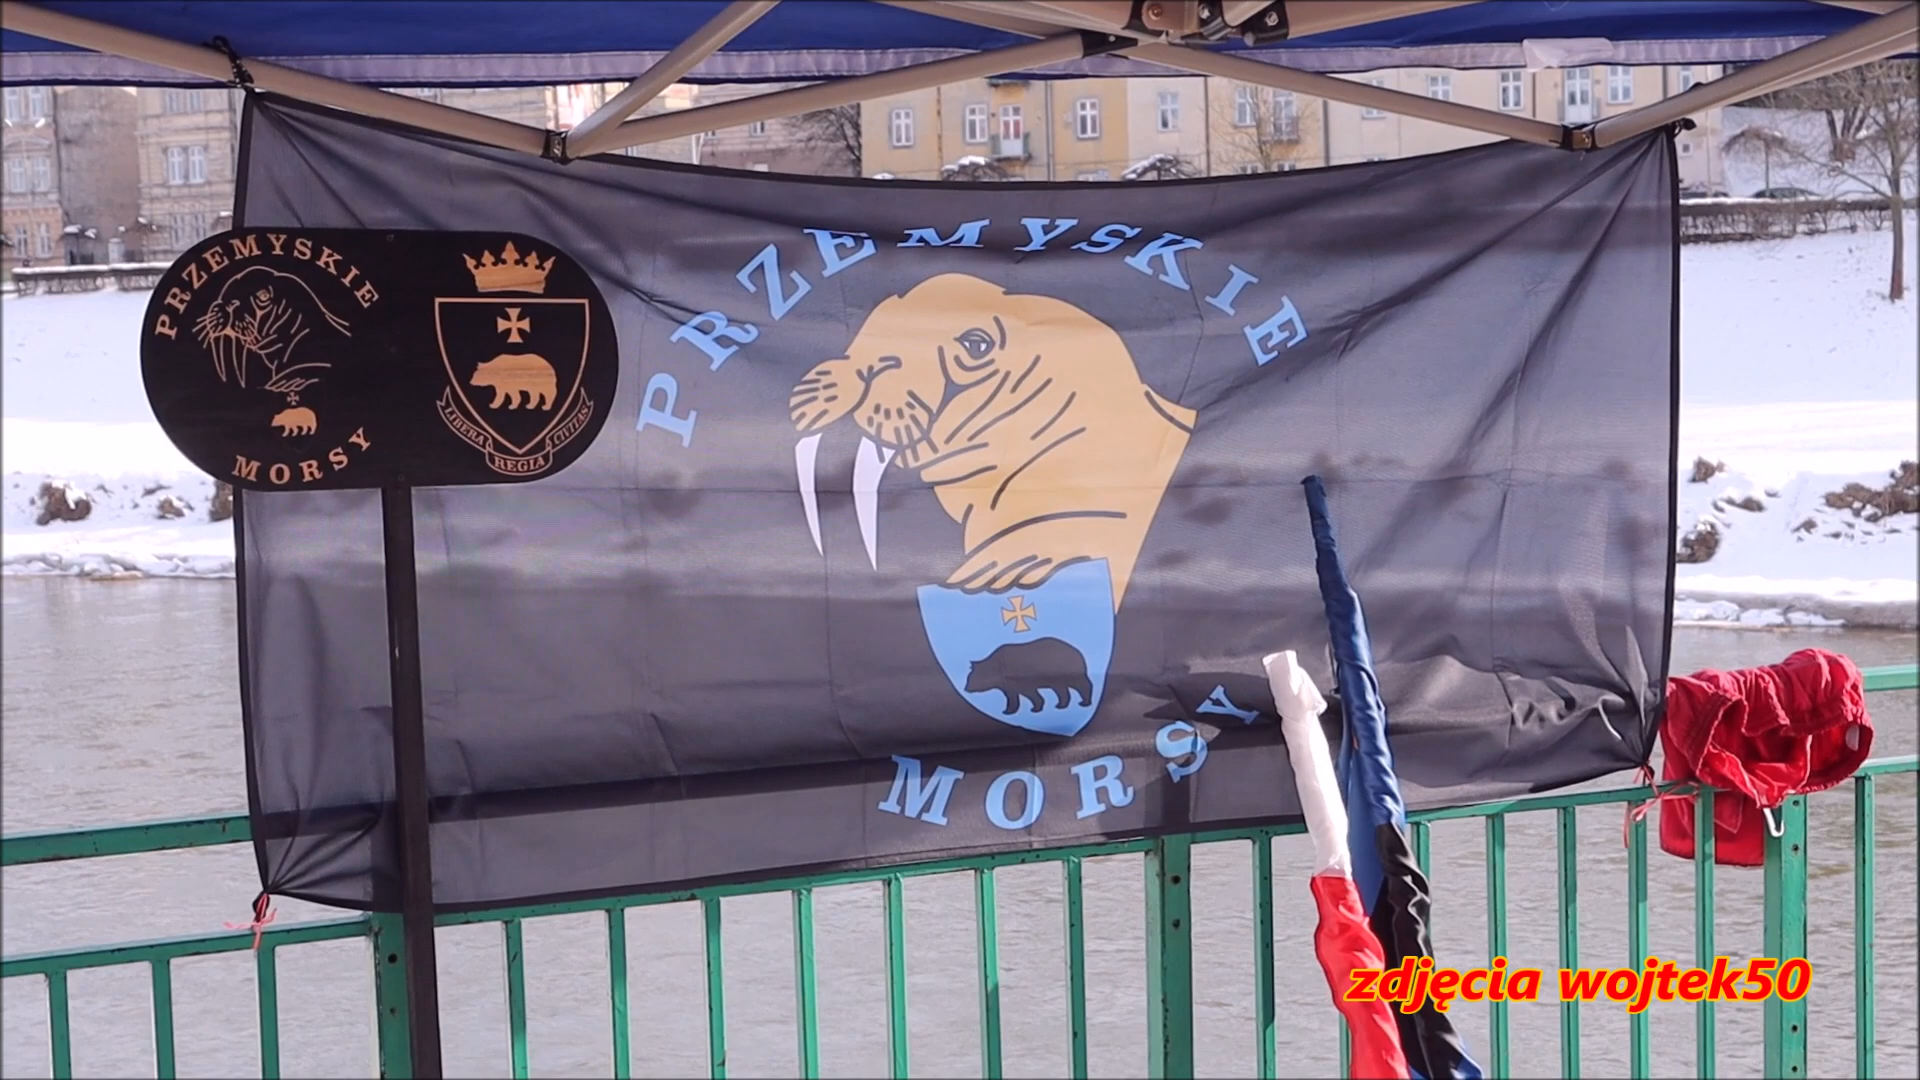 PRZEMYSKIE
MORSY
LIBERA
REGIA
CIVITAS
PRZEMYSKIE
MORSY
zdjęcia wojtek50